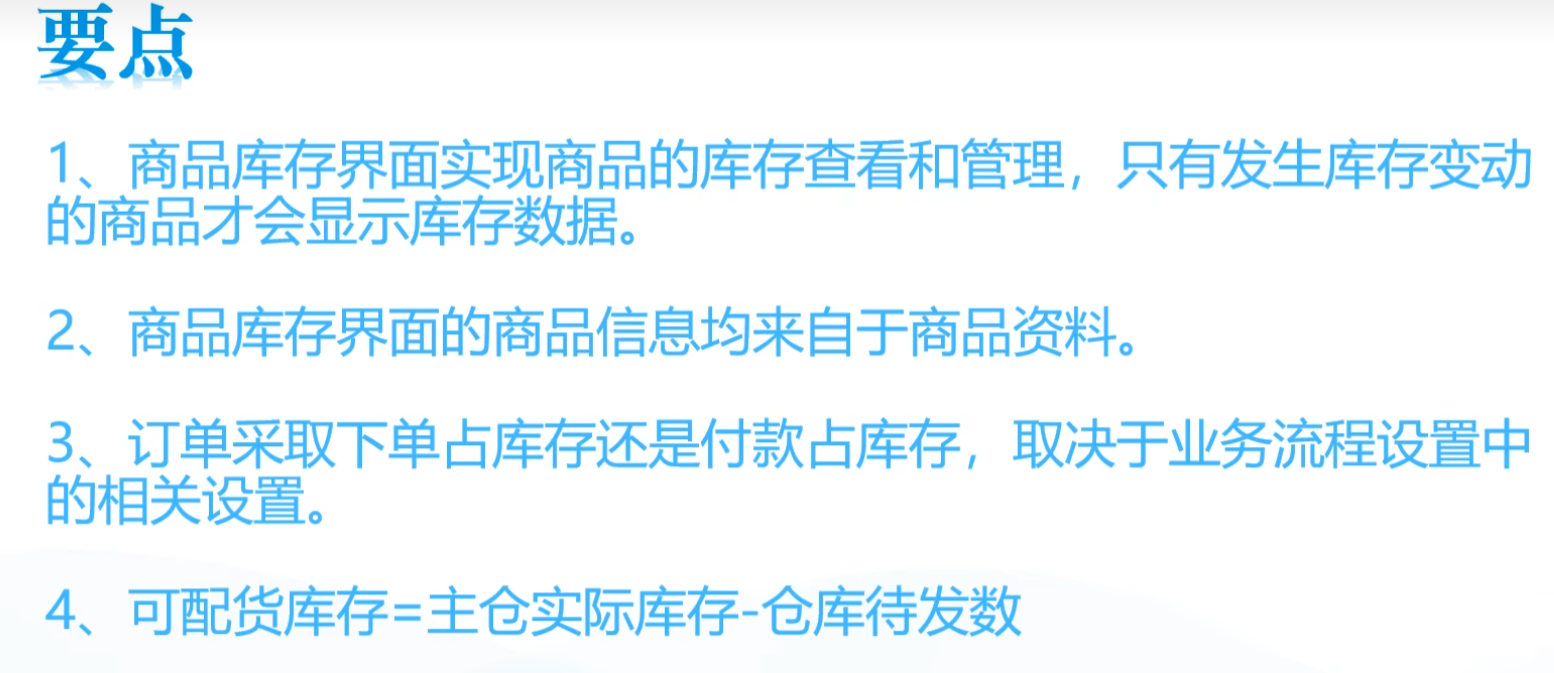 要点
1、商品库存界面实现商品的库存查看和管理，只有发生库存变动
的商品才会显示库存数据。
2、商品库存界面的商品信息均来自于商品资料。
3、订单采取下单占库存还是付款占库存，取决于业务流程设置中
的相关设置。
4、可配货库存=主仓实际库存-仓库待发数